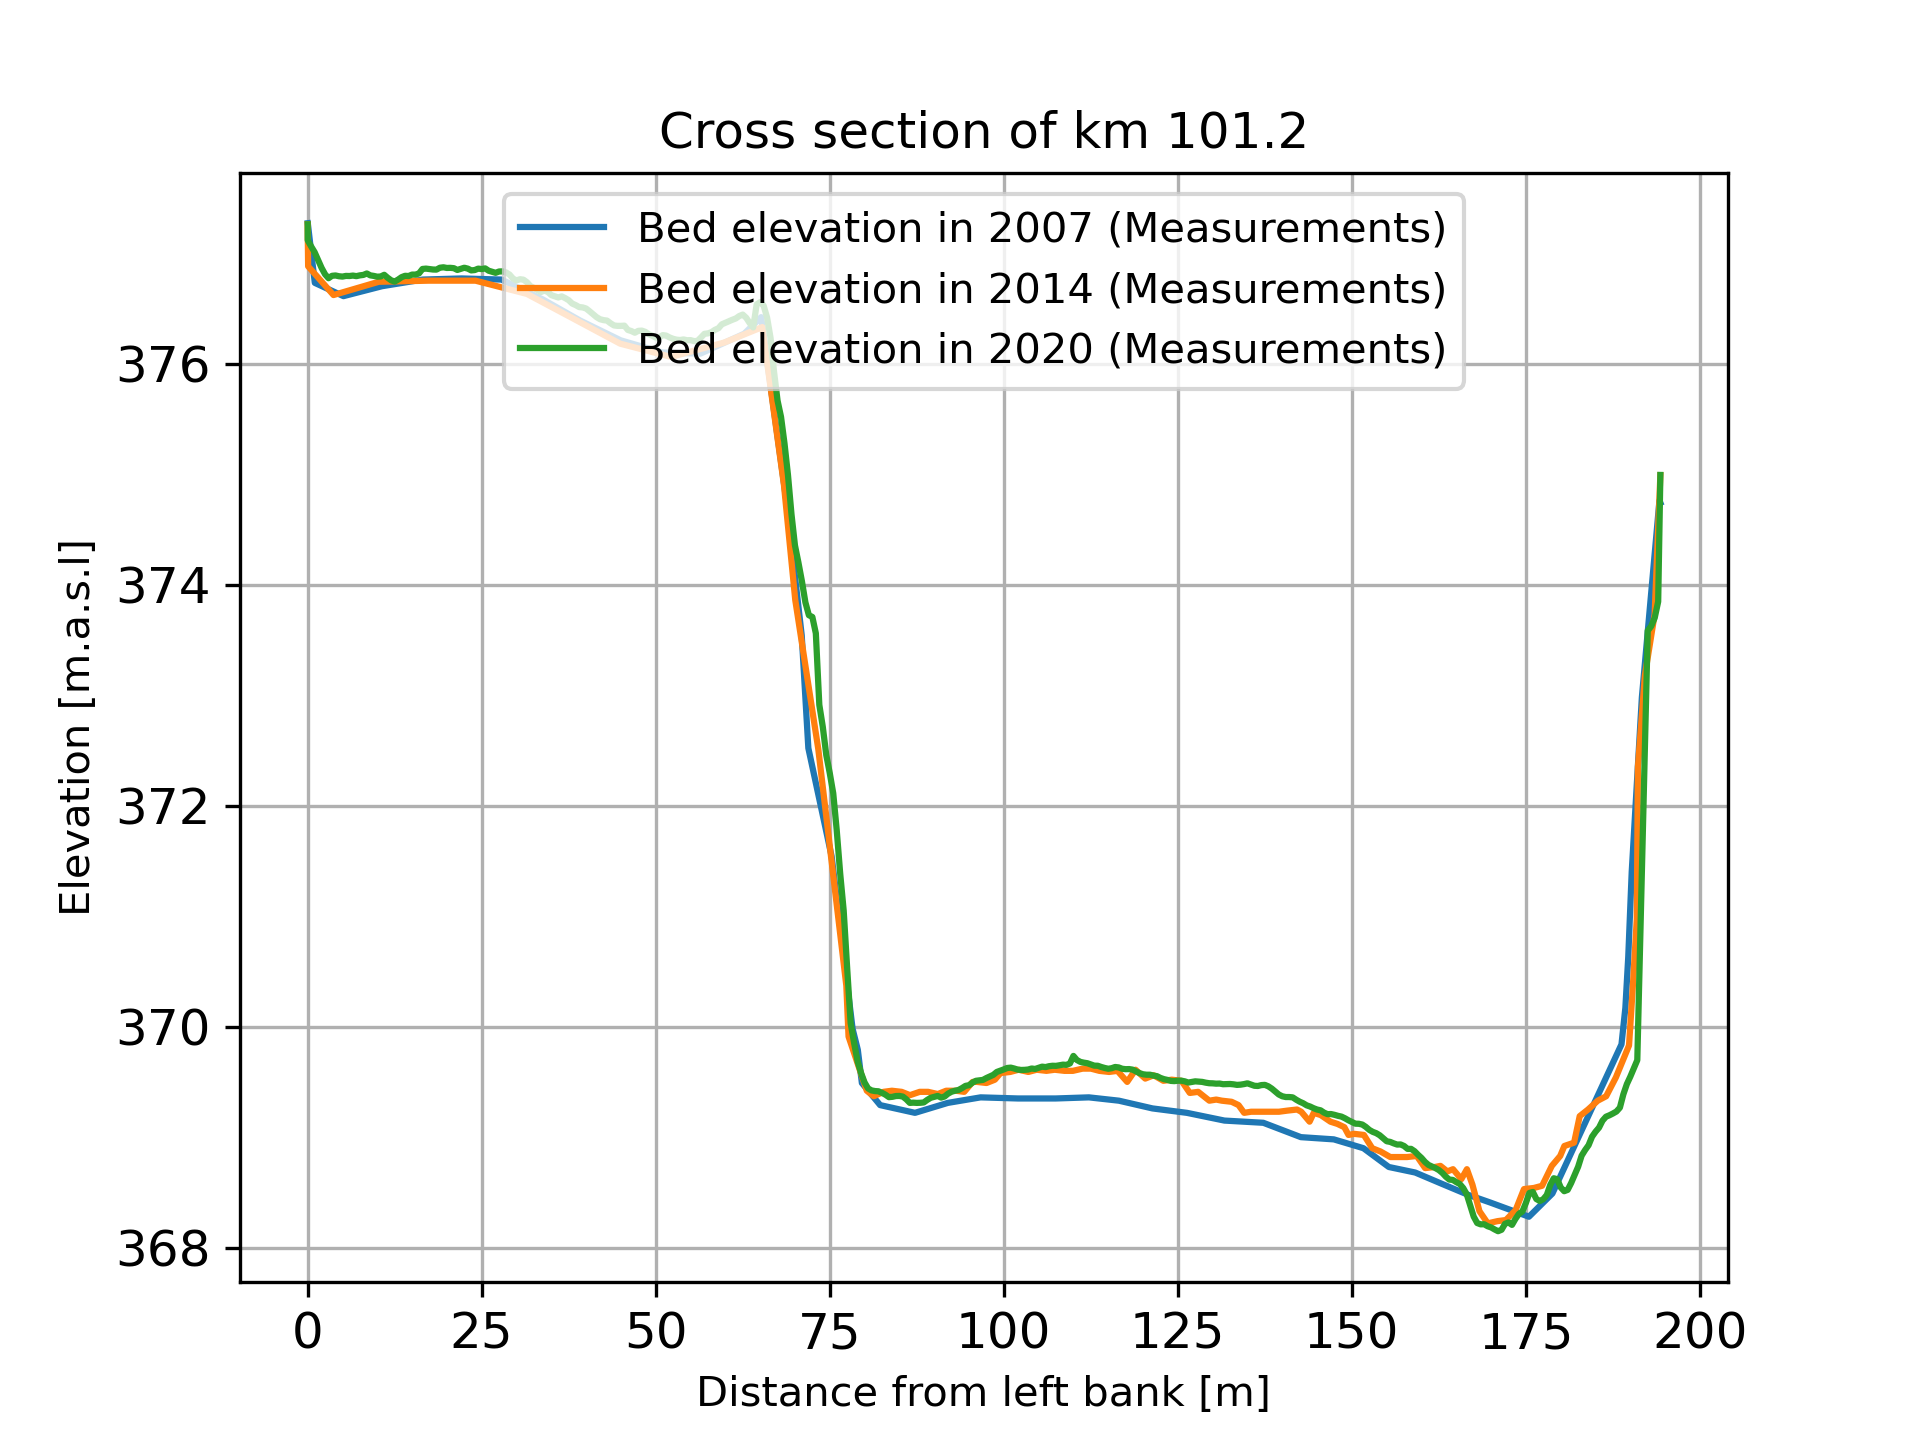 Cross section of km 101.2
Bed elevation in 2007 (Measurements)
Bed elevation in 2014 (Measurements)
Bed elevation in 2020 (Measurements)
Elevation [m.a.s.l]
376
374
372
370
368
0 25 50 75 100 125 150 175 200
Distance from left bank [m]